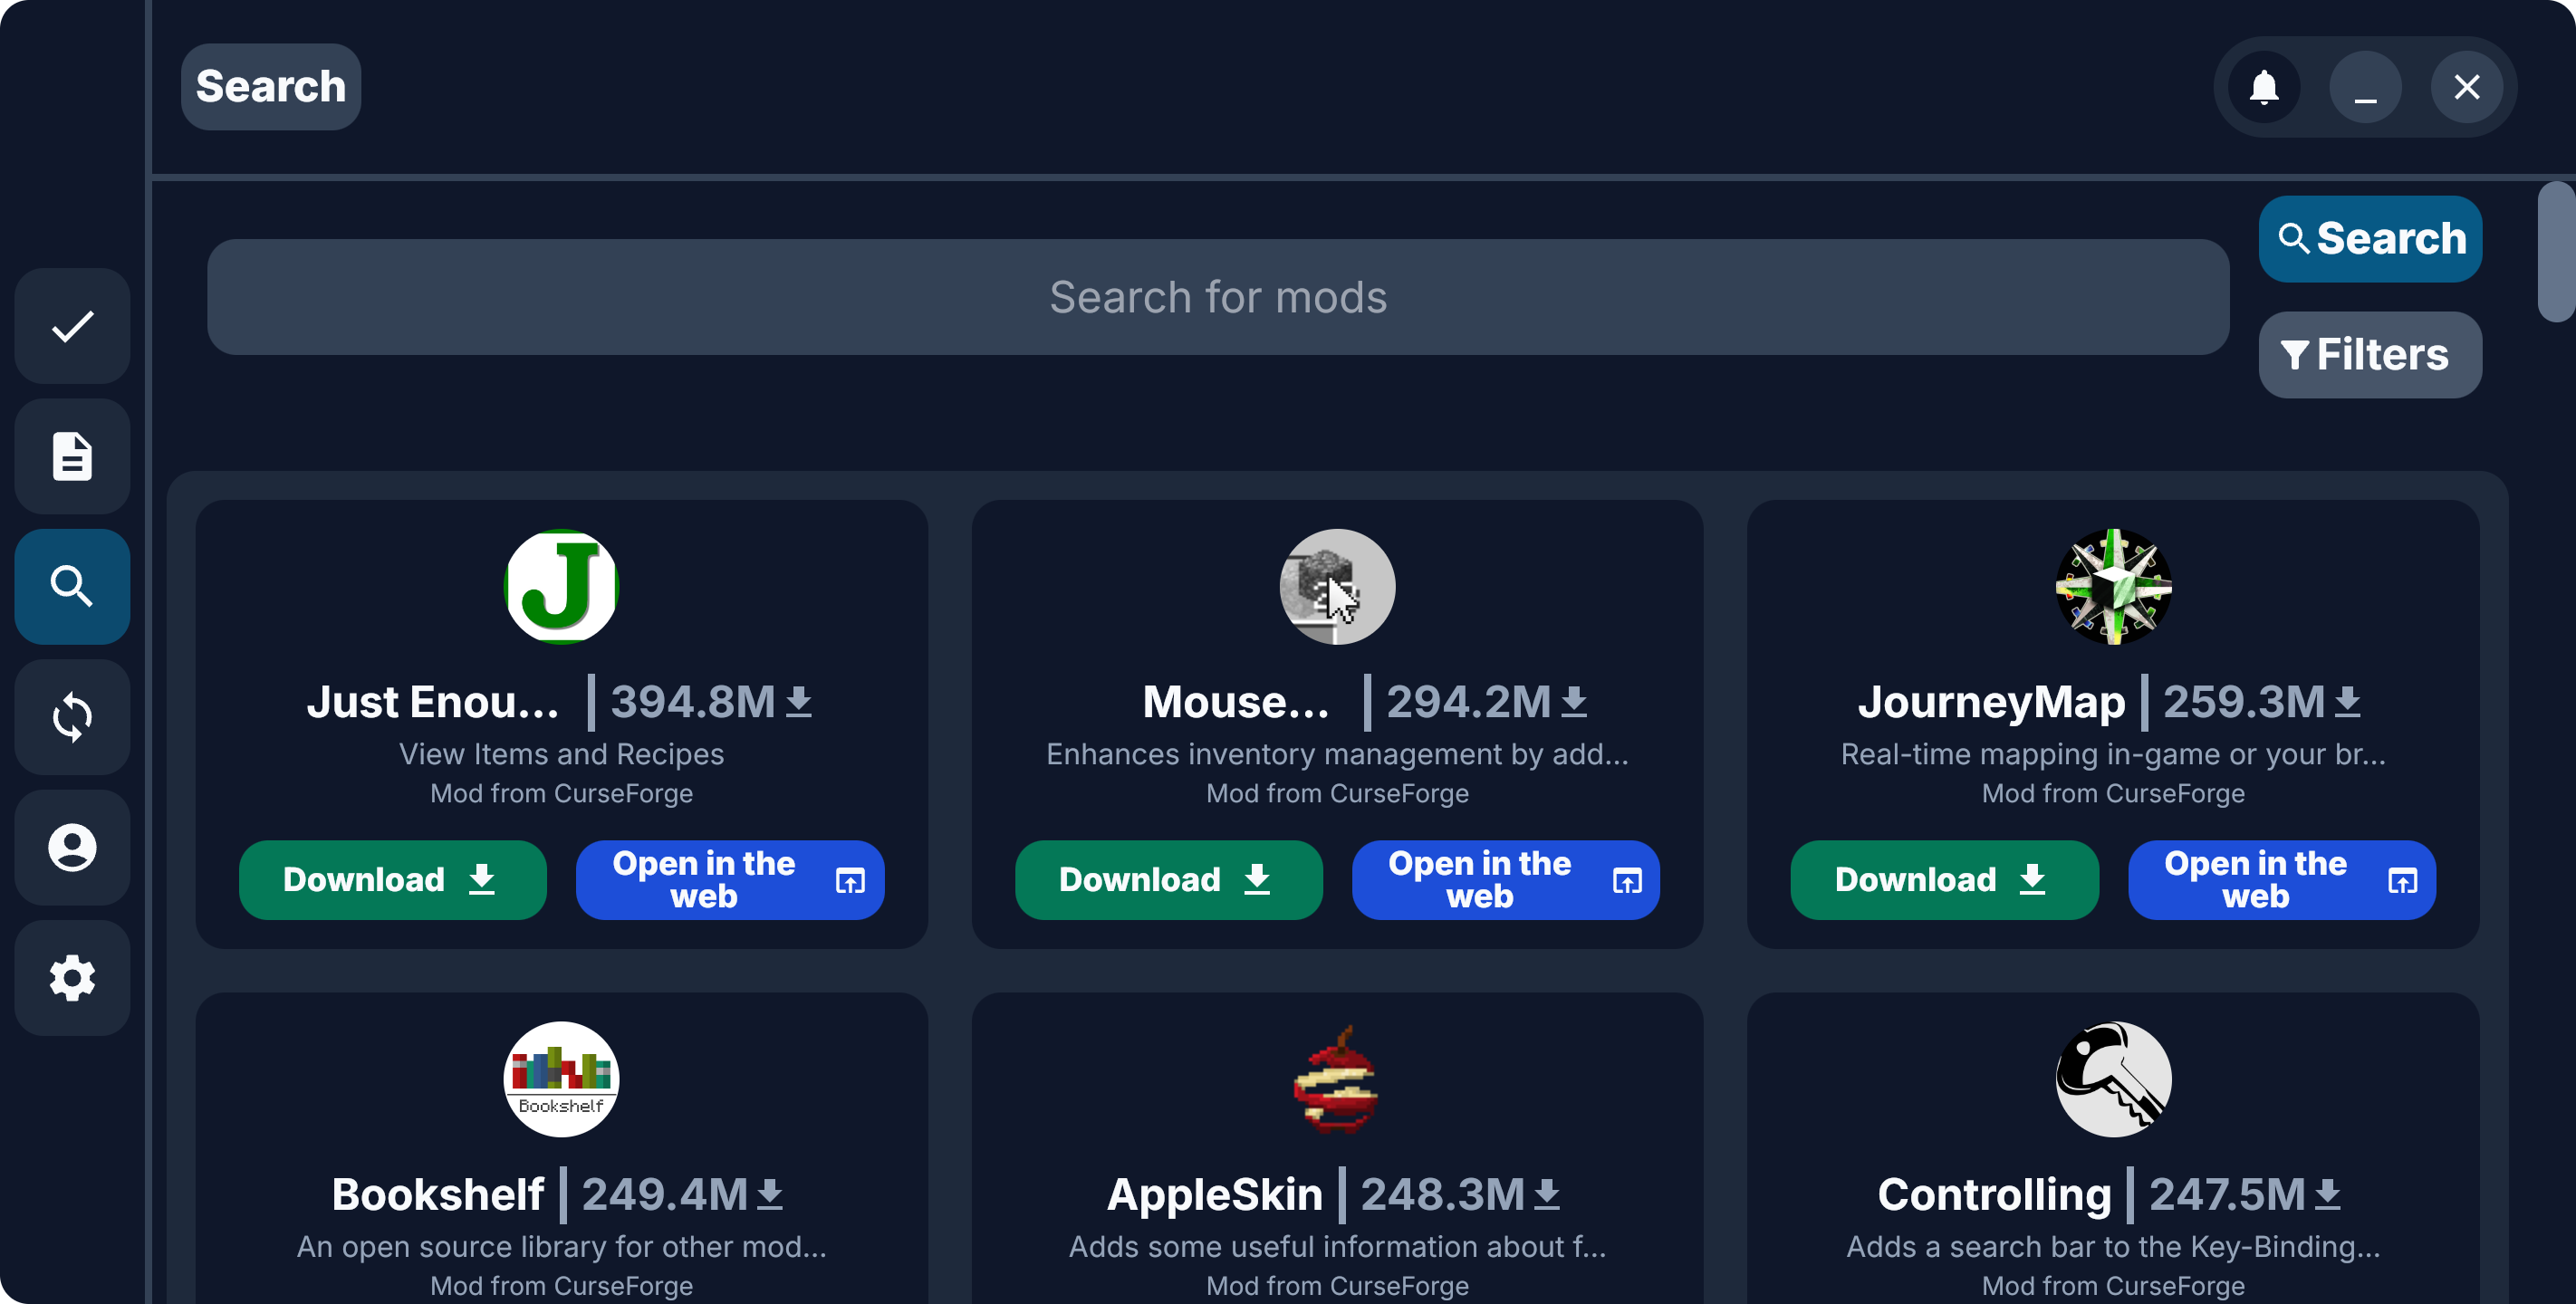 Search
Search for mods
Search
Filters
J
Just Enou... | 394.8M
View Items and Recipes
Mod from CurseForge
Download
Open in the
web
Mouse... | 294.2M
Enhances inventory management by add...
Mod from CurseForge
Download
Open in the
web
JourneyMap | 259.3M
Real-time mapping in-game or your br...
Mod from CurseForge
Download
Open in the
web
Bookshelf
Bookshelf | 249.4M
An open source library for other mod...
Mod from CurseForge
AppleSkin | 248.3M
Adds some useful information about f...
Mod from CurseForge
Controlling | 247.5M
Adds a search bar to the Key-Binding...
Mod from CurseForge